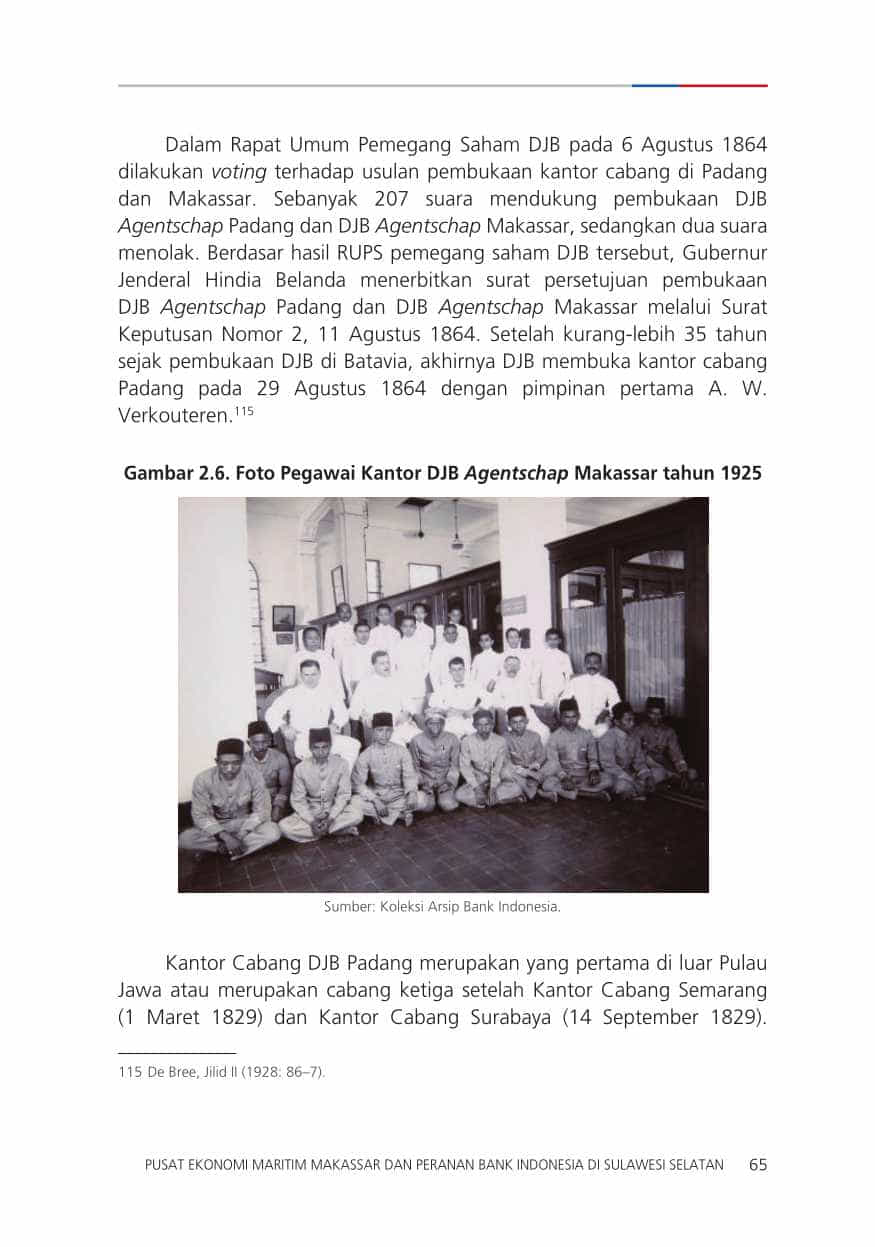 Dalam Rapat Umum Pemegang Saham DJB pada 6 Agustus 1864
dilakukan voting terhadap usulan pembukaan kantor cabang di Padang
dan Makassar. Sebanyak 207 suara mendukung pembukaan DJB
Agentschap Padang dan DJB Agentschap Makassar, sedangkan dua suara
menolak. Berdasar hasil RUPS pemegang saham DJB tersebut, Gubernur
Jenderal Hindia Belanda menerbitkan surat persetujuan pembukaan
DJB Agentschap Padang dan DJB Agentschap Makassar melalui Surat
Keputusan Nomor 2, 11 Agustus 1864. Setelah kurang-lebih 35 tahun
sejak pembukaan DJB di Batavia, akhirnya DJB membuka kantor cabang
Padang pada 29 Agustus 1864 dengan pimpinan pertama A. W.
Verkouteren.115
Gambar 2.6. Foto Pegawai Kantor DJB Agentschap Makassar tahun 1925
Sumber: Koleksi Arsip Bank Indonesia.
Kantor Cabang DJB Padang merupakan yang pertama di luar Pulau
Jawa atau merupakan cabang ketiga setelah Kantor Cabang Semarang
(1 Maret 1829) dan Kantor Cabang Surabaya (14 September 1829).
115 De Bree, Jilid II (1928: 86–7).
PUSAT EKONOMI MARITIM MAKASSAR DAN PERANAN BANK INDONESIA DI SULAWESI SELATAN 65